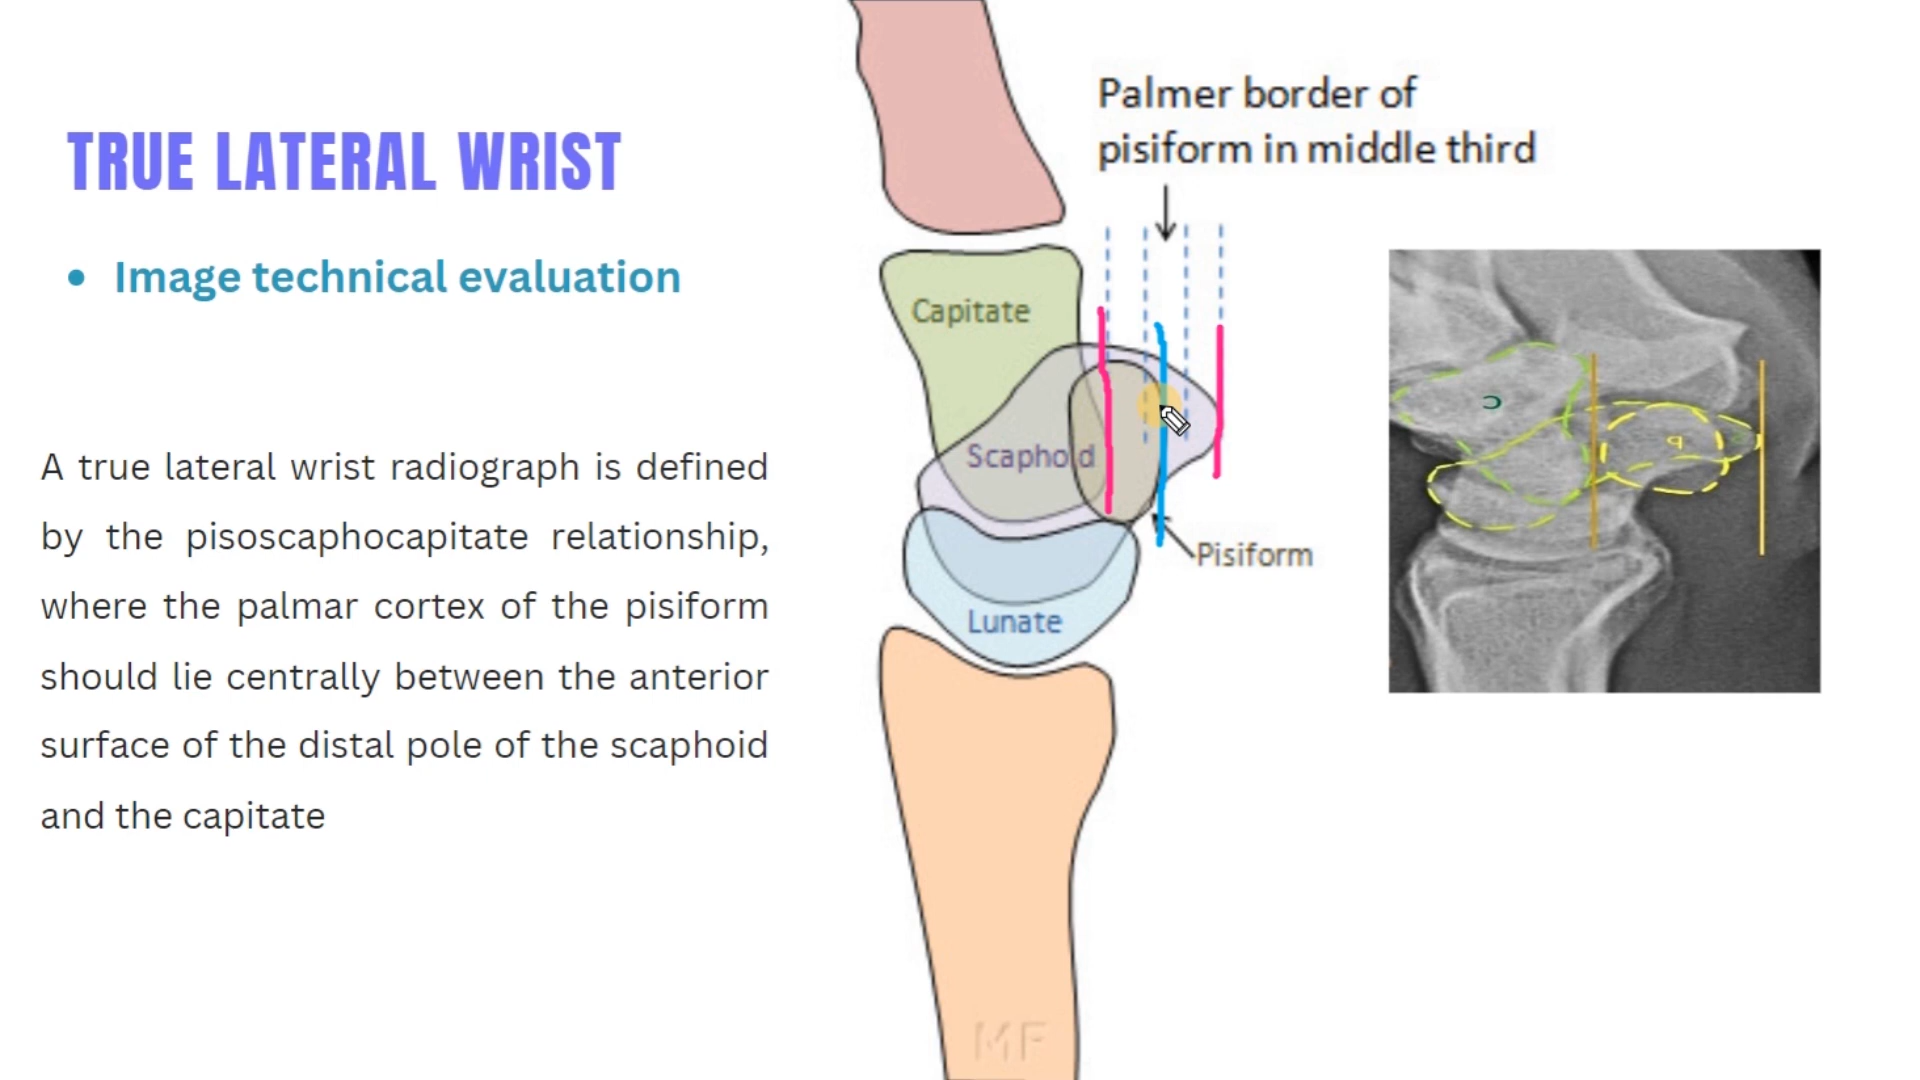 TRUE LATERAL WRIST
• Image technical evaluation
A true lateral wrist radiograph is defined
by the pisoscaphocapitate relationship,
where the palmar cortex of the pisiform
should lie centrally between the anterior
surface of the distal pole of the scaphoid
and the capitate
Palmer border of
pisiform in middle third
Capitate
Scaphoid
Pisiform
Lunate
MF